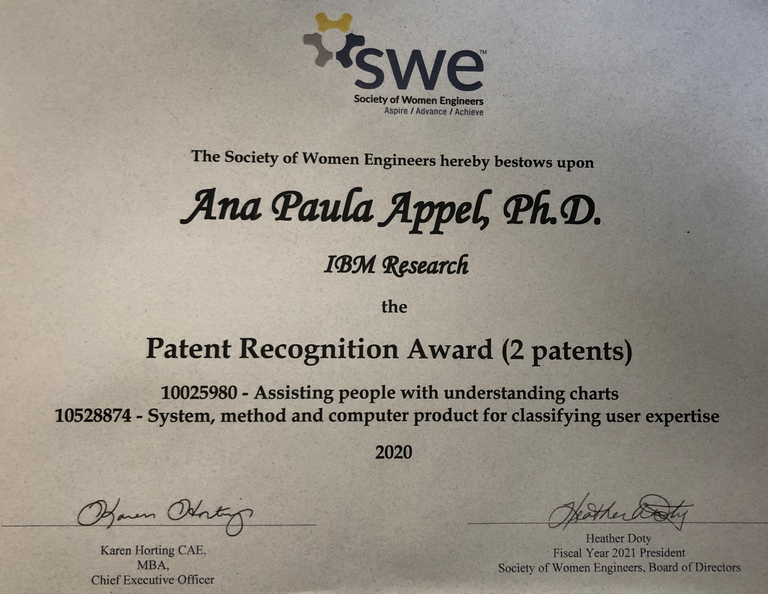 swe™
Society of Women Engineers
Aspire / Advance / Achieve
The Society of Women Engineers hereby bestows upon
Ana Paula Appel, Ph.D.
IBM Research
the
Patent Recognition Award (2 patents)
10025980 - Assisting people with understanding charts
10528874 - System, method and computer product for classifying user expertise
2020
Karen Horting
Heather Doty
Karen Horting CAE,
MBA,
Chief Executive Officer
Heather Doty
Fiscal Year 2021 President
Society of Women Engineers, Board of Directors